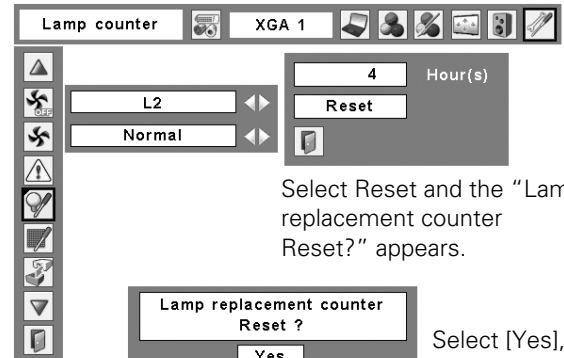 Lamp counter XGA 1
4 Hour(s)
L2 Reset
Normal
OFF
Select Reset and the “Lam
replacement counter
Reset?” appears.
Lamp replacement counter
Reset ?
Select [Yes],
Yes